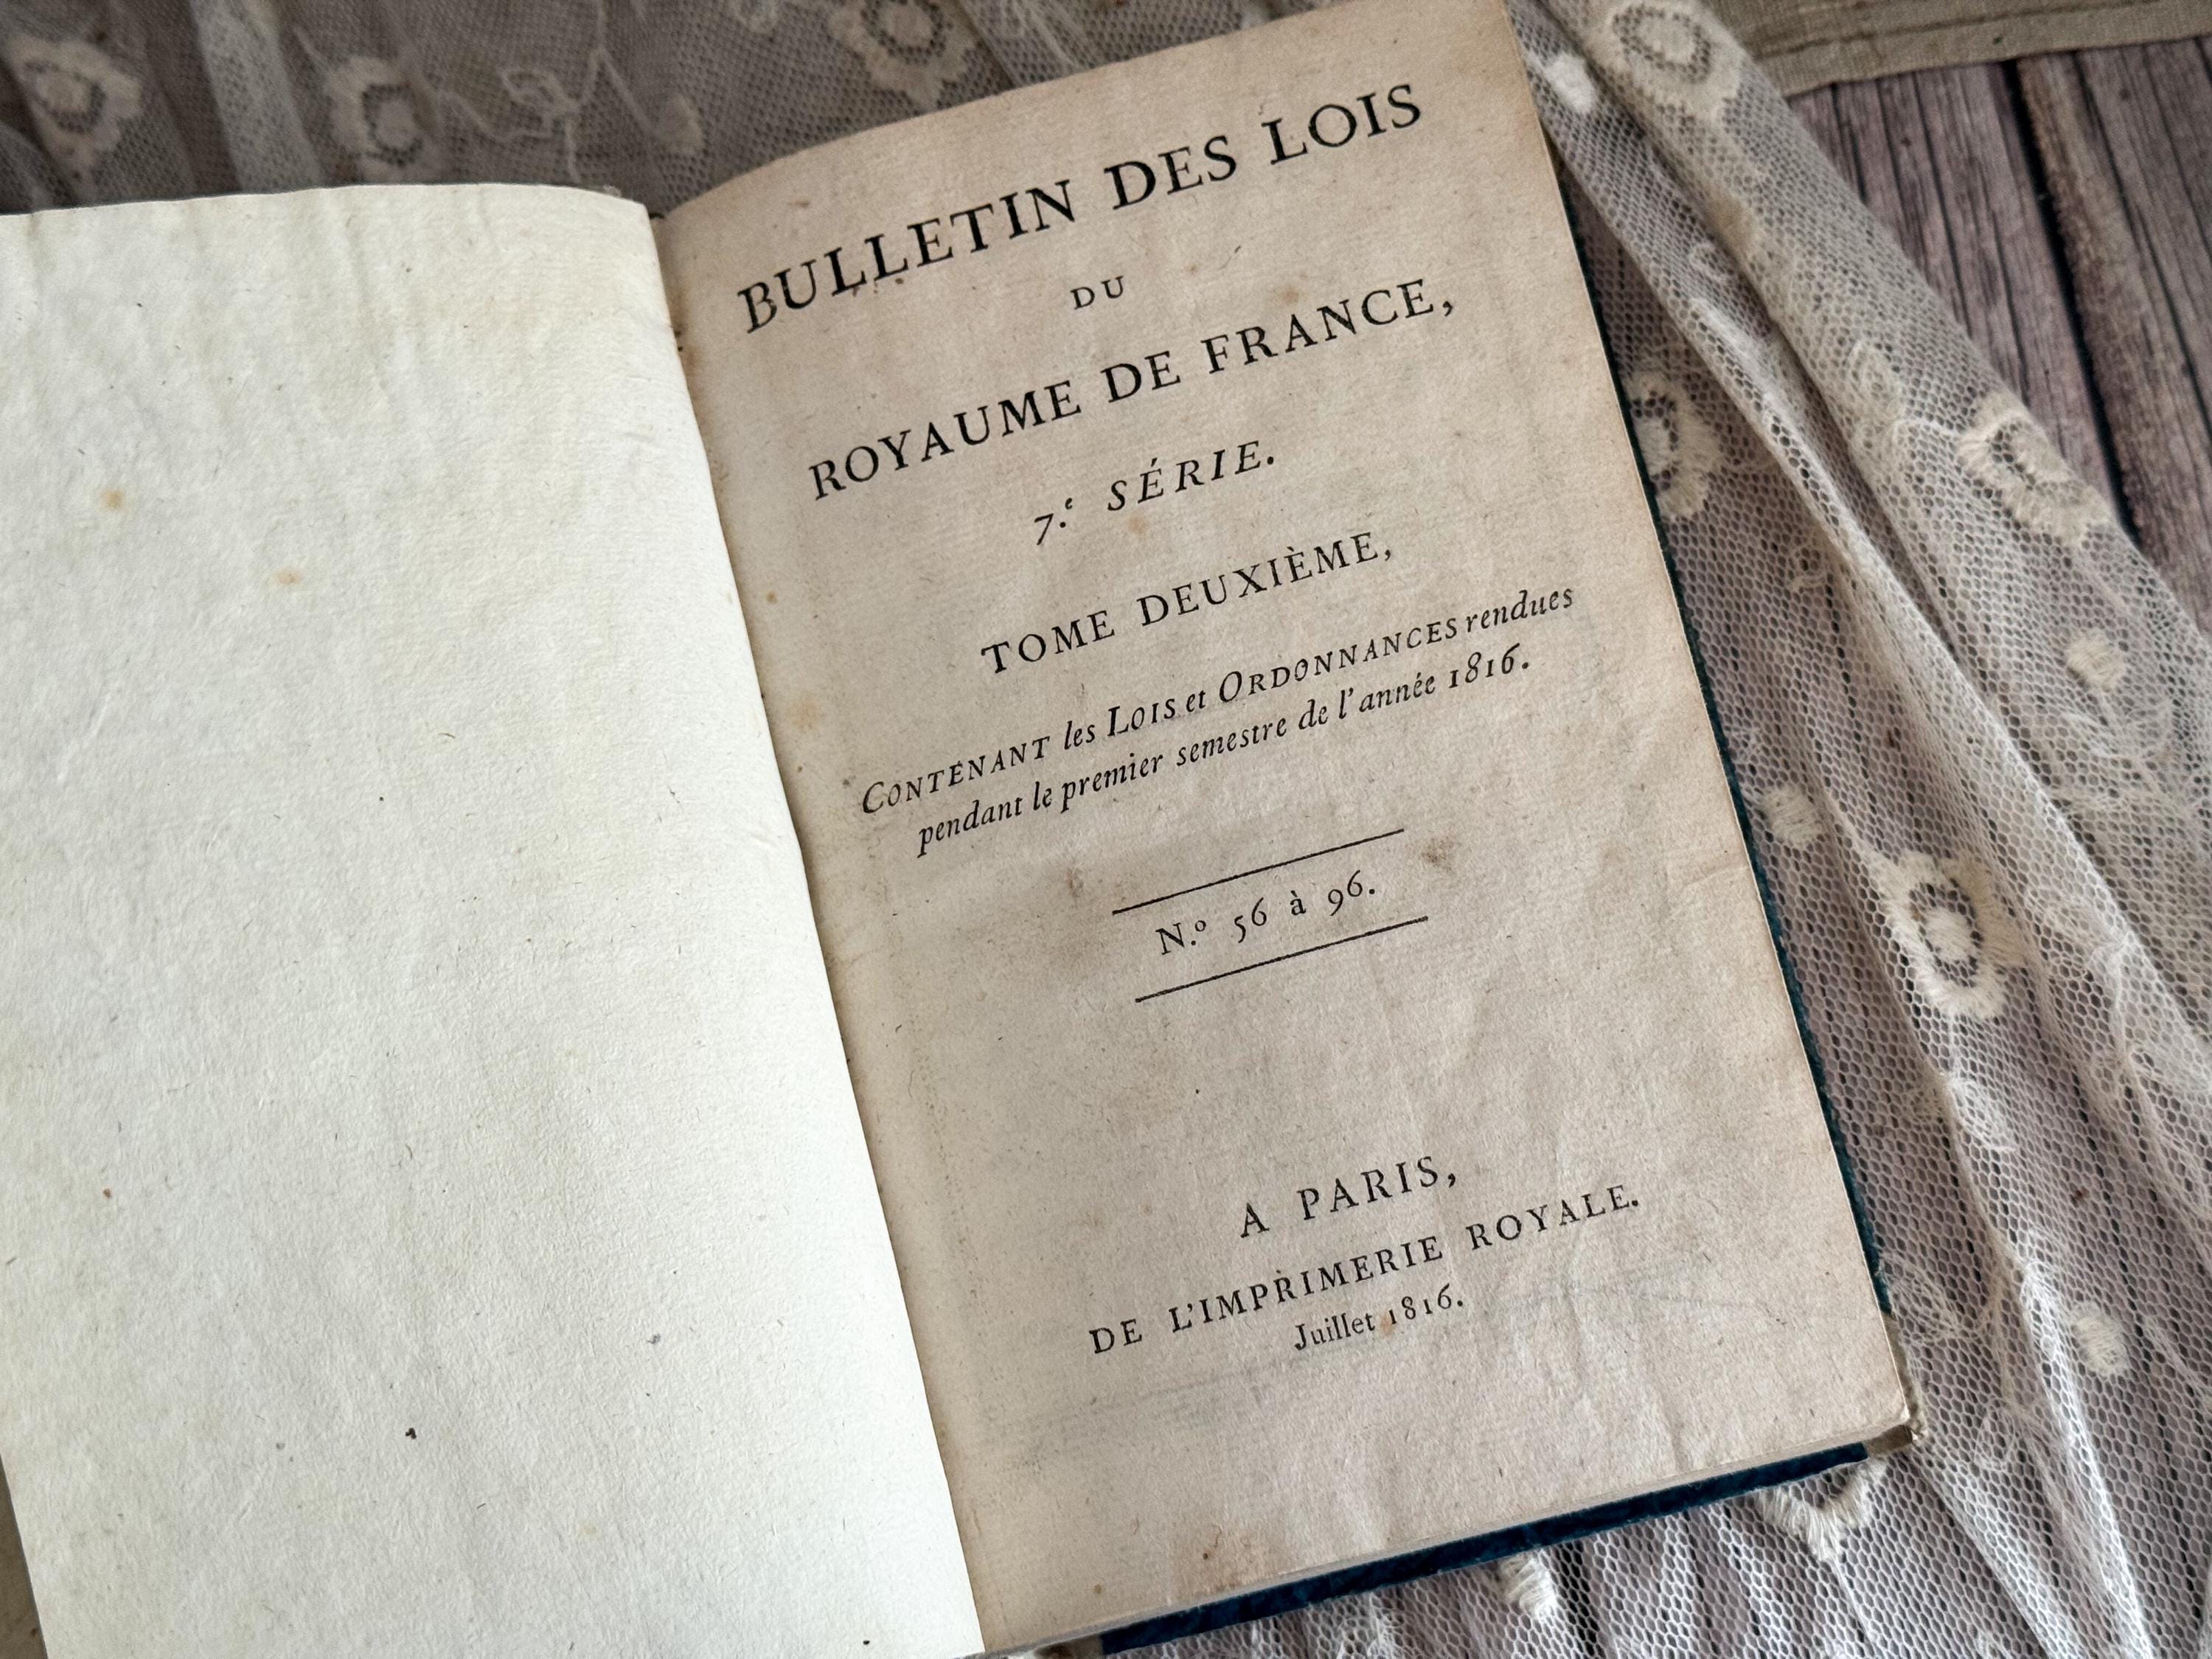 BULLETIN DES LOIS
DU
ROYAUME DE FRANCE,
7.e SÉRIE.
TOME DEUXIÈME,
CONTENANT les LOIS et ORDONNANCES rendues
pendant le premier semestre de l'année 1816.
N.o 56 à 96.
A PARIS,
DE L'IMPRIMERIE ROYALE.
Juillet 1816.